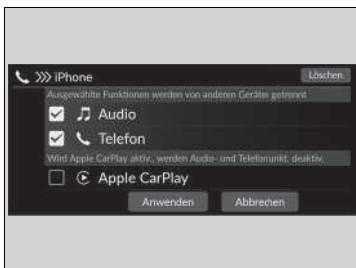 iPhone
Löschen
Ausgewählte Funktionen werden von anderen Geräten getrennt
Audio
Telefon
Wird Apple CarPlay aktiv., werden Audio- und Telefonunkt. deaktiv.
Apple CarPlay
Anwenden
Abbrechen